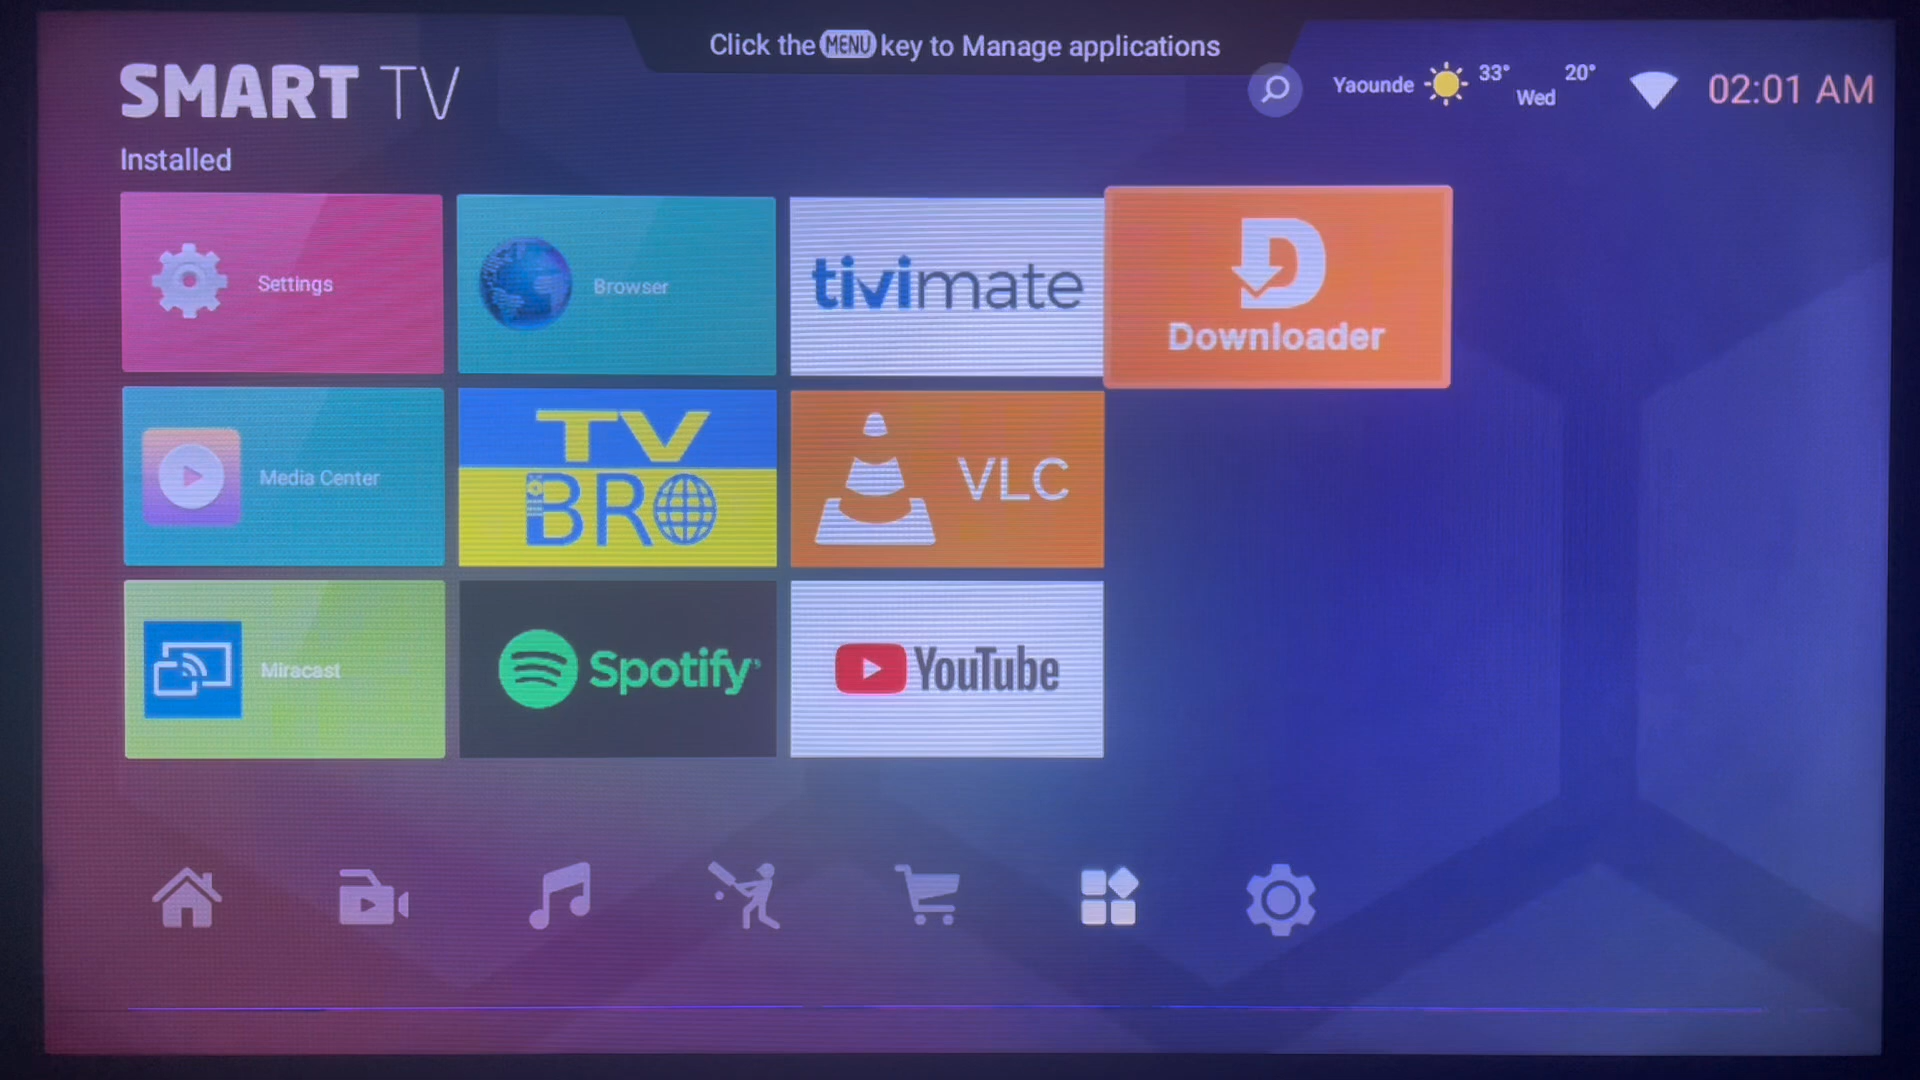 Click the MENU key to Manage applications
SMART TV
Yaounde 33° Wed 20° 02:01 AM
Installed
Settings
Browser
tivimate
Downloader
Media Center
TV
BRO
VLC
Miracast
Spotify
YouTube